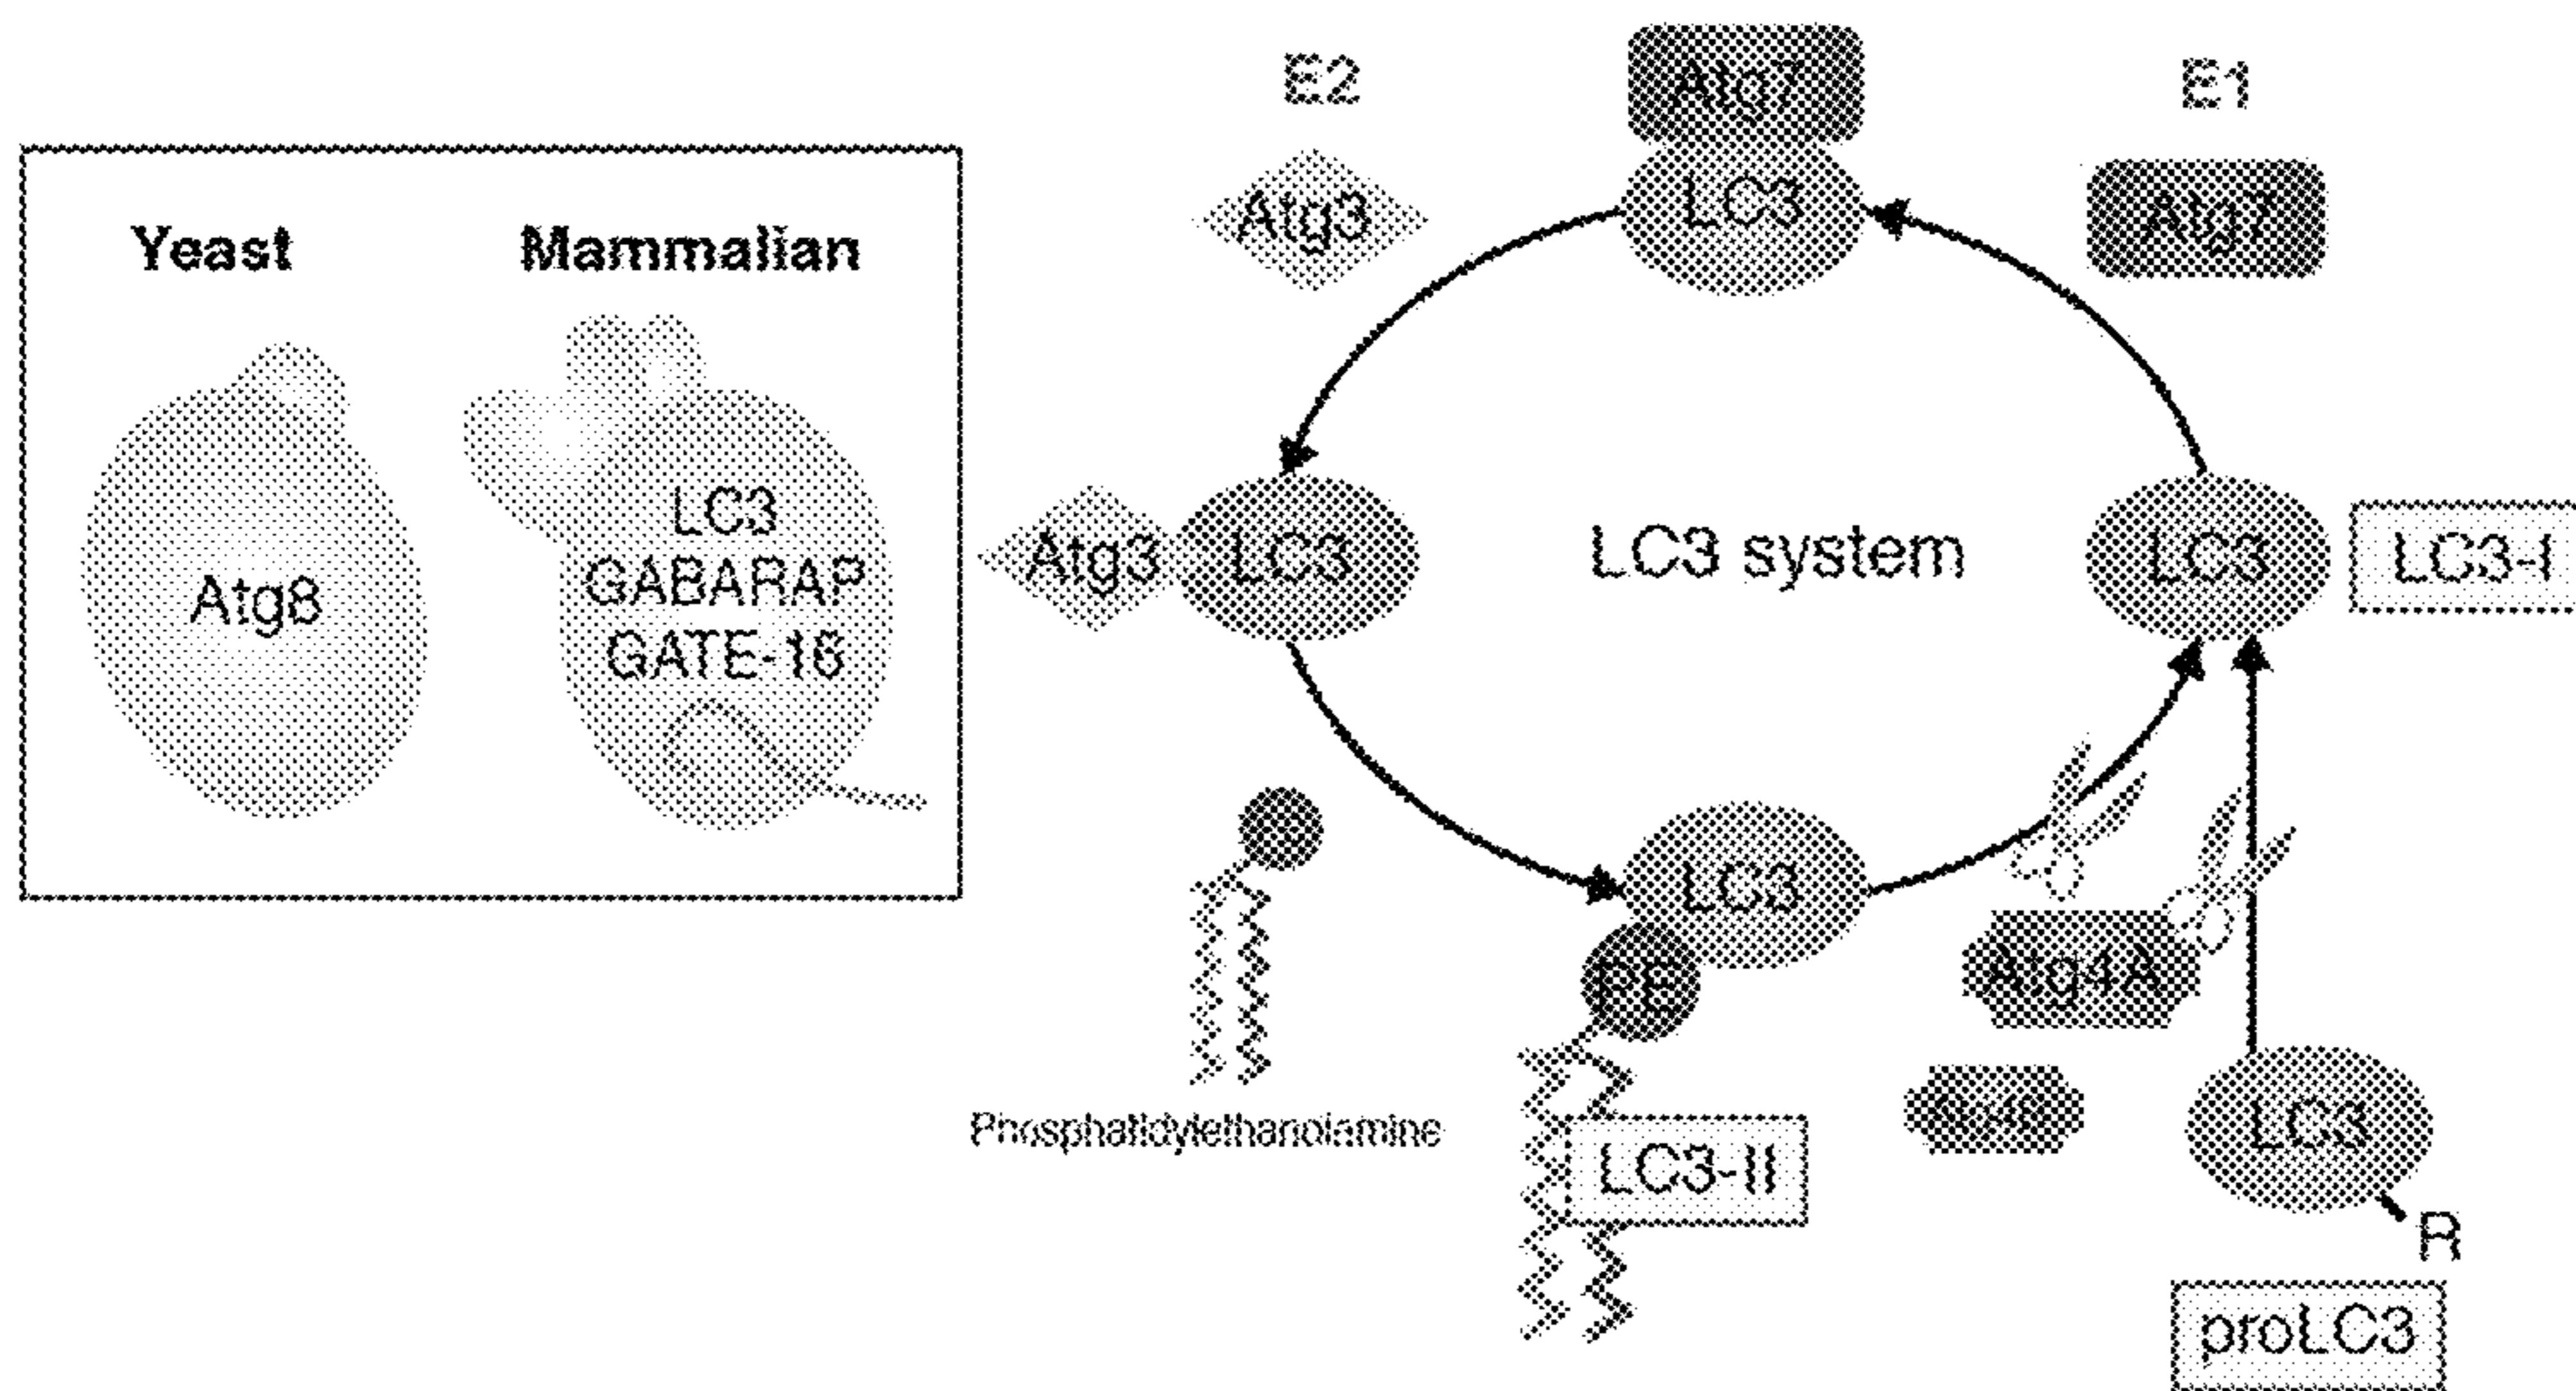 Yeast
Mammalian
Atg8
LC3
GABARAP
GATE-16
E2
Atg7
E1
Atg3
LC3
Atg7
Atg3
LC3
LC3 system
LC3
LC3-I
LC3
PE
Atg4A
Phosphatidylethanolamine
LC3-II
LC3
R
proLC3